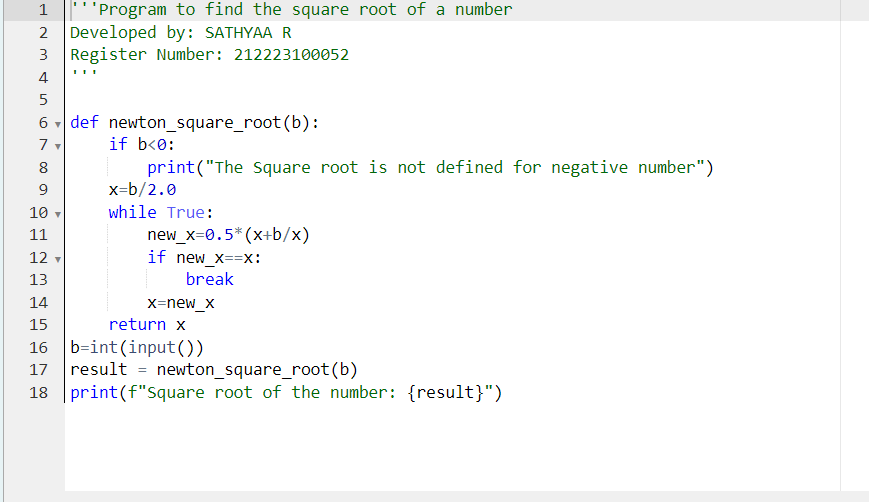 1 '''Program to find the square root of a number
2 Developed by: SATHYAA R
3 Register Number: 212223100052
4 '''
5
6 def newton_square_root(b):
7     if b<0:
8         print("The Square root is not defined for negative number")
9     x=b/2.0
10     while True:
11         new_x=0.5*(x+b/x)
12         if new_x==x:
13             break
14         x=new_x
15     return x
16 b=int(input())
17 result = newton_square_root(b)
18 print(f"Square root of the number: {result}")